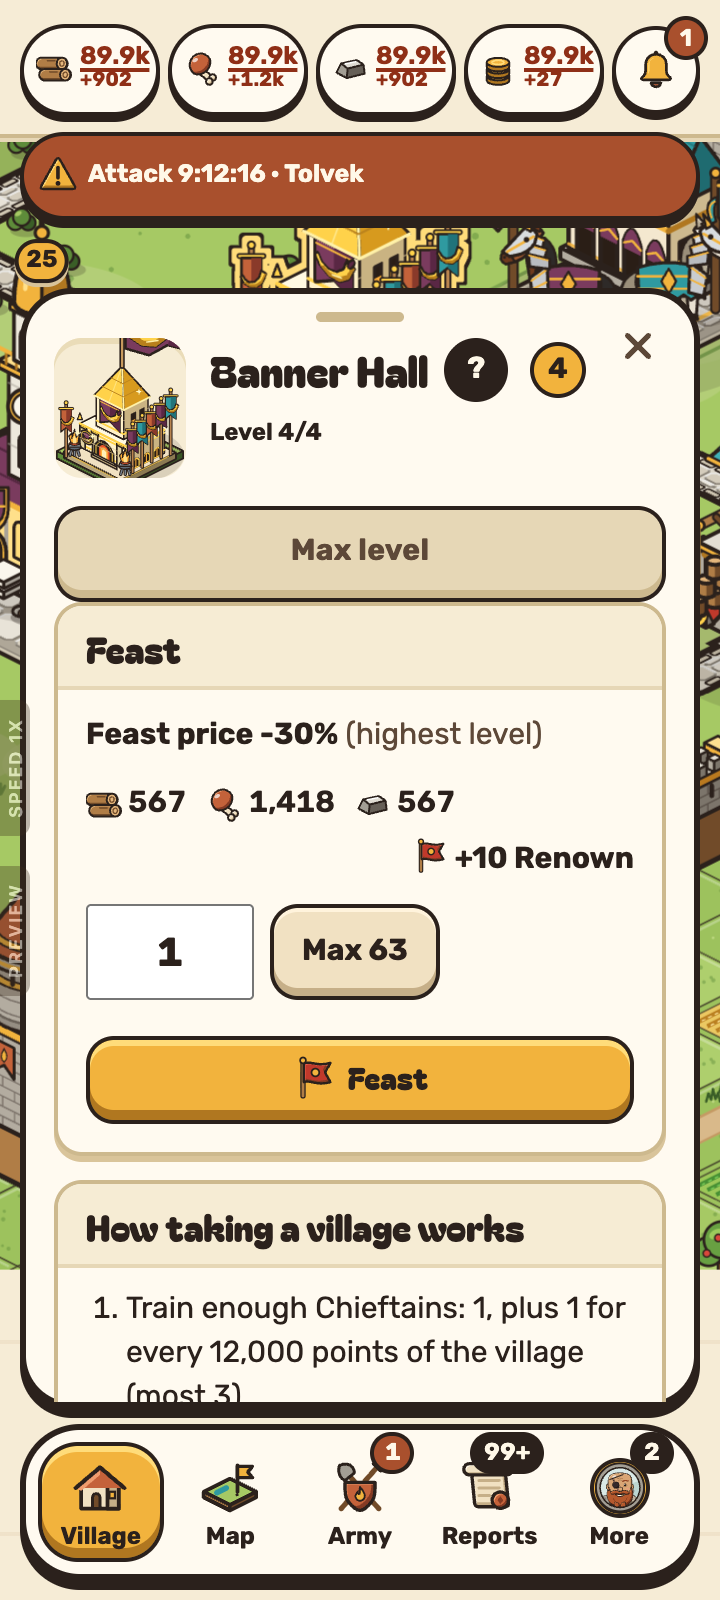 89.9k
+902
89.9k
+1.2k
89.9k
+902
89.9k
+27
1
Attack 9:12:16 • Tolvek
25
Banner Hall ? 4
Level 4/4
Max level
Feast
Feast price -30% (highest level)
567 1,418 567
+10 Renown
1 Max 63
Feast
SPEED 1X
PREVIEW
How taking a village works
1. Train enough Chieftains: 1, plus 1 for
every 12,000 points of the village
(most 3)
1 99+ 2
Village Map Army Reports More